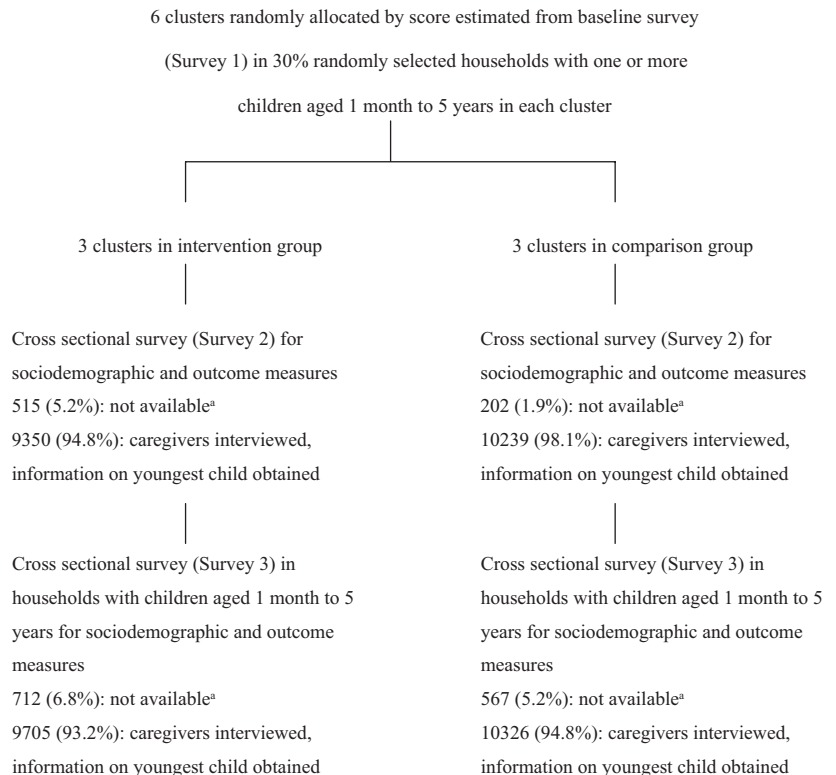 6 clusters randomly allocated by score estimated from baseline survey
(Survey 1) in 30% randomly selected households with one or more
children aged 1 month to 5 years in each cluster
3 clusters in intervention group
3 clusters in comparison group
Cross sectional survey (Survey 2) for
sociodemographic and outcome measures
515 (5.2%): not availableᵃ
9350 (94.8%): caregivers interviewed,
information on youngest child obtained
Cross sectional survey (Survey 2) for
sociodemographic and outcome measures
202 (1.9%): not availableᵃ
10239 (98.1%): caregivers interviewed,
information on youngest child obtained
Cross sectional survey (Survey 3) in
households with children aged 1 month to 5
years for sociodemographic and outcome
measures
712 (6.8%): not availableᵃ
9705 (93.2%): caregivers interviewed,
information on youngest child obtained
Cross sectional survey (Survey 3) in
households with children aged 1 month to 5
years for sociodemographic and outcome
measures
567 (5.2%): not availableᵃ
10326 (94.8%): caregivers interviewed,
information on youngest child obtained